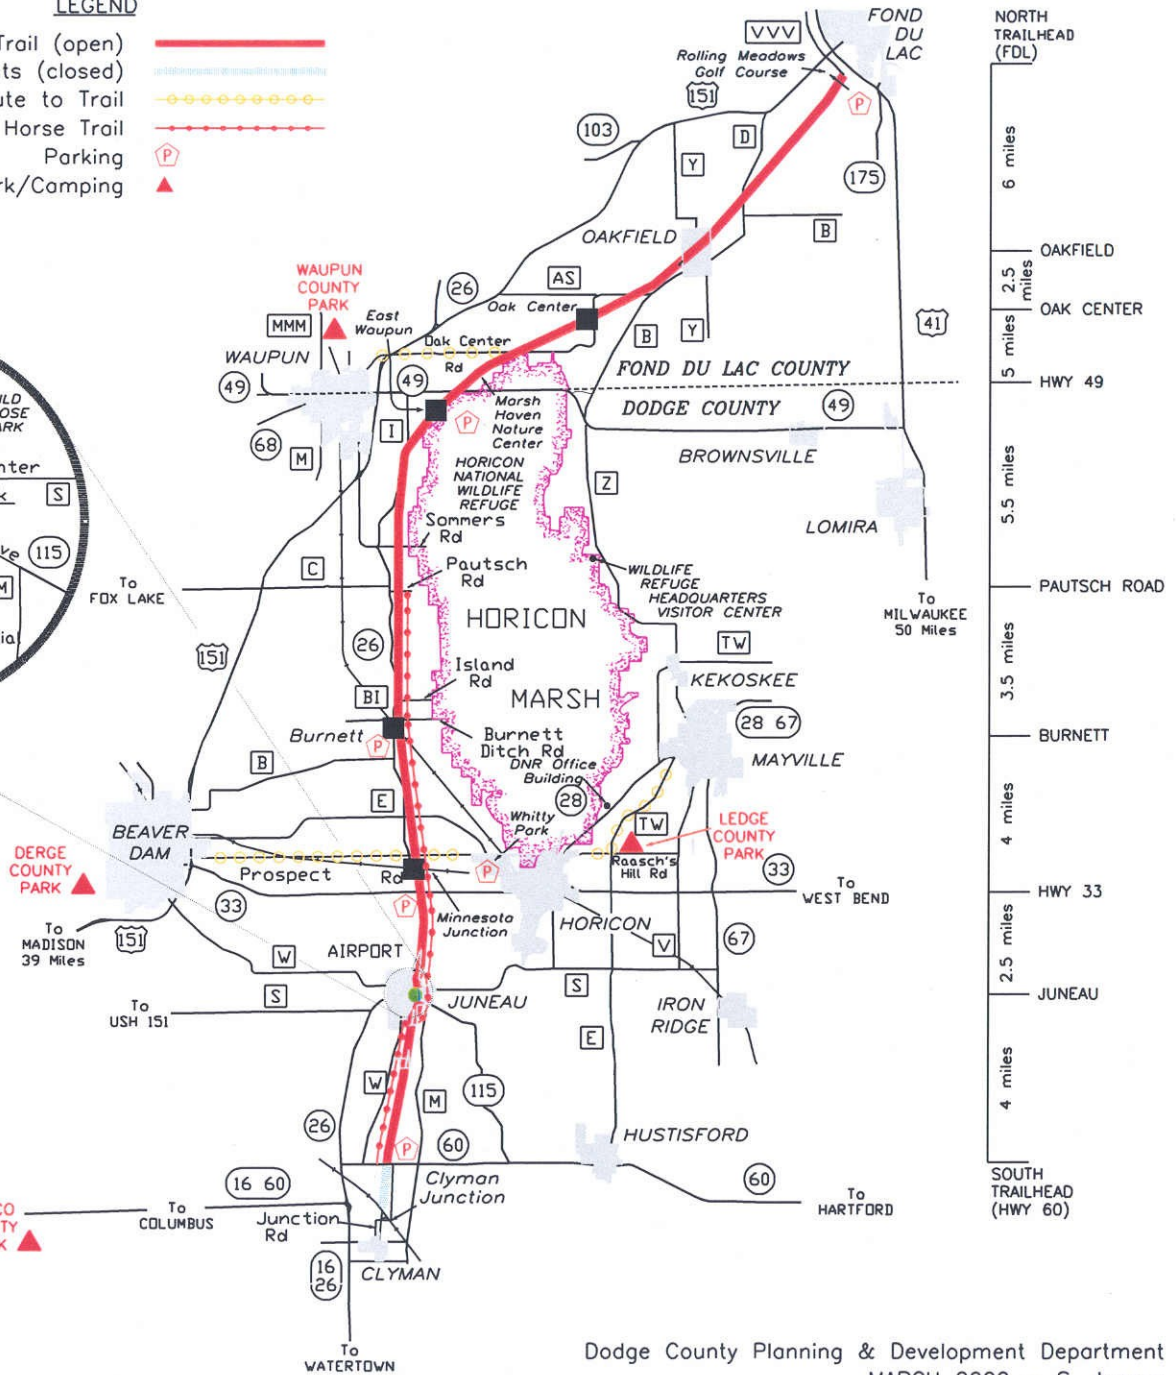 LEGEND
Trail (open)
ts (closed)
ute to Trail
Horse Trail
Parking
P
rk/Camping
FOND
DU
LAC
VVV
Rolling Meadows
Golf Course
151
P
103
D
Y
175
B
OAKFIELD
26
AS
Oak Center
B
Y
41
WAUPUN
COUNTY
PARK
MMM
East
Waupun
Oak Center
Rd
WAUPUN
I
49
49
FOND DU LAC COUNTY
DODGE COUNTY
49
68
M
I
P
Marsh
Haven
Nature
Center
BROWNSVILLE
HORICON
NATIONAL
WILDLIFE
REFUGE
Z
LOMIRA
Sommers
Rd
C
Pautsch
Rd
To
FOX LAKE
WILDLIFE
REFUGE
HEADQUARTERS
VISITOR CENTER
To
MILWAUKEE
50 Miles
HORICON
MARSH
151
26
TW
KEKOSKEE
Island
Rd
BI
Burnett
P
Burnett
Ditch Rd
28 67
MAYVILLE
DNR Office
Building
B
E
28
Whitty
Park
TW
LEDGE
COUNTY
PARK
BEAVER
DAM
DERGE
COUNTY
PARK
Prospect
Rd
P
Raasch's
Hill Rd
33
33
To
WEST BEND
P
Minnesota
Junction
HORICON
To
MADISON
39 Miles
151
W
AIRPORT
V
67
S
JUNEAU
S
IRON
RIDGE
To
USH 151
E
W
M
115
26
P
60
HUSTISFORD
16 60
Clyman
Junction
60
To
HARTFORD
To
COLUMBUS
Junction
Rd
16
26
CLYMAN
To
WATERTOWN
CO
TY
K
ILD
OSE
ARK
nter
k
S
ve
115
M
ia
NORTH
TRAILHEAD
(FDL)
6 miles
OAKFIELD
2.5 miles
OAK CENTER
5 miles
HWY 49
5.5 miles
PAUTSCH ROAD
3.5 miles
BURNETT
4 miles
HWY 33
2.5 miles
JUNEAU
4 miles
SOUTH
TRAILHEAD
(HWY 60)
Dodge County Planning & Development Department